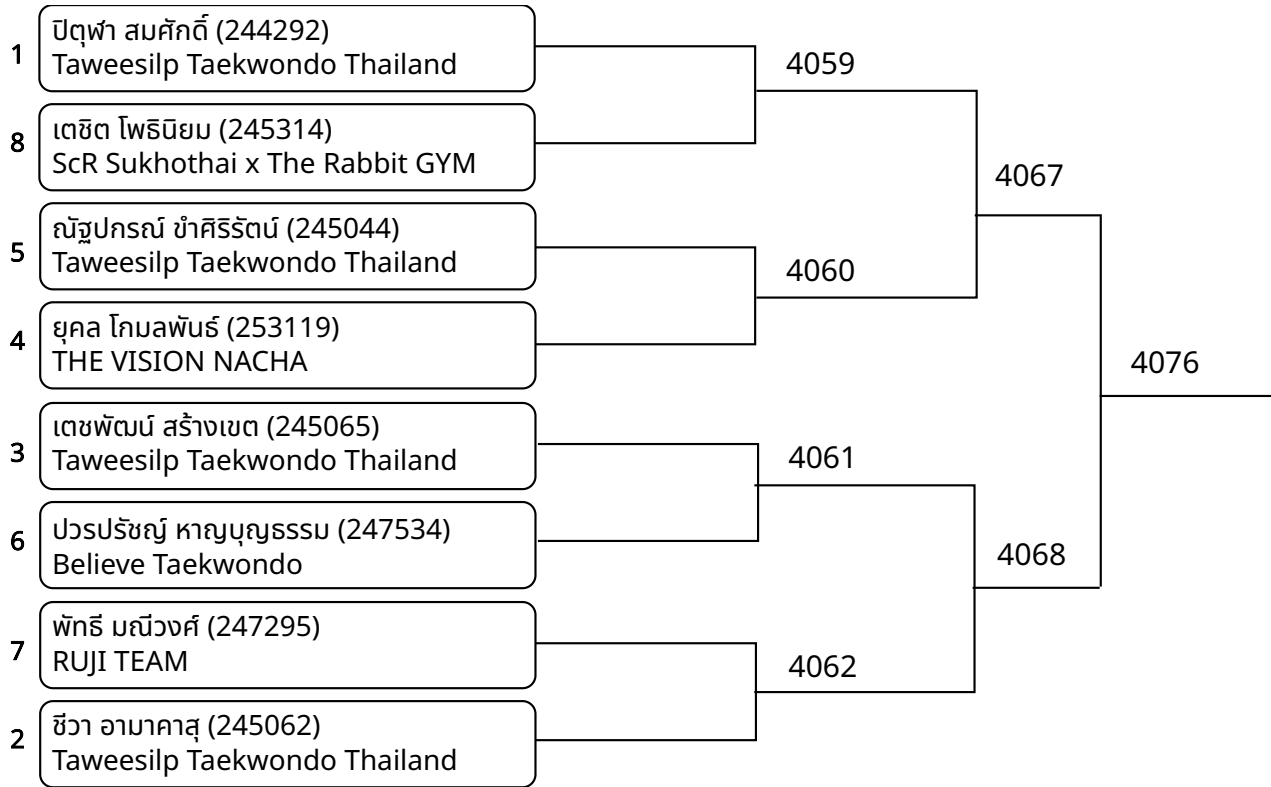 1
ปิตุฬา สมศักดิ์ (244292)
Taweesilp Taekwondo Thailand
8
เตชิต โพธินิยม (245314)
ScR Sukhothai x The Rabbit GYM
4059
5
ณัฐปกรณ์ ขำศิริรัตน์ (245044)
Taweesilp Taekwondo Thailand
4
ยุคล โกมลพันธ์ (253119)
THE VISION NACHA
4060
4067
3
เตชพัฒน์ สร้างเขต (245065)
Taweesilp Taekwondo Thailand
6
ปวรปรัชญ์ หาญบุญธรรม (247534)
Believe Taekwondo
4061
7
พัทธี มณีวงศ์ (247295)
RUJI TEAM
2
ชีวา อามาคาสุ (245062)
Taweesilp Taekwondo Thailand
4062
4068
4076